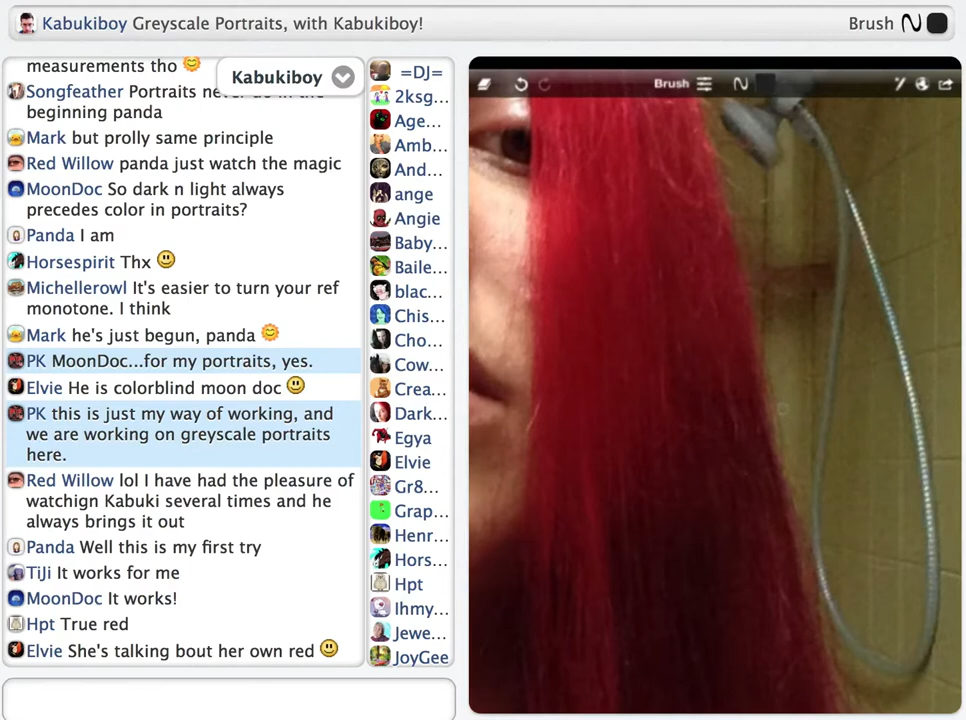 Kabukiboy Greyscale Portraits, with Kabukiboy!
Brush
measurements tho
Kabukiboy
Songfeather Portraits
beginning panda
Mark but prolly same principle
Red Willow panda just watch the magic
MoonDoc So dark n light always
precedes color in portraits?
Panda I am
Horsespirit Thx
Michellerowl It's easier to turn your ref
monotone. I think
Mark he's just begun, panda
PK MoonDoc...for my portraits, yes.
Elvie He is colorblind moon doc
PK this is just my way of working, and
we are working on greyscale portraits
here.
Red Willow lol I have had the pleasure of
watchign Kabuki several times and he
always brings it out
Panda Well this is my first try
TiJi It works for me
MoonDoc It works!
Hpt True red
Elvie She's talking bout her own red
=DJ=
2ksg...
Age...
Amb...
And...
ange
Angie
Baby...
Baile...
blac...
Chis...
Cho...
Cow...
Crea...
Dark...
Egya
Elvie
Gr8...
Grap...
Henr...
Hors...
Hpt
Ihmy...
Jewe...
JoyGee
Brush